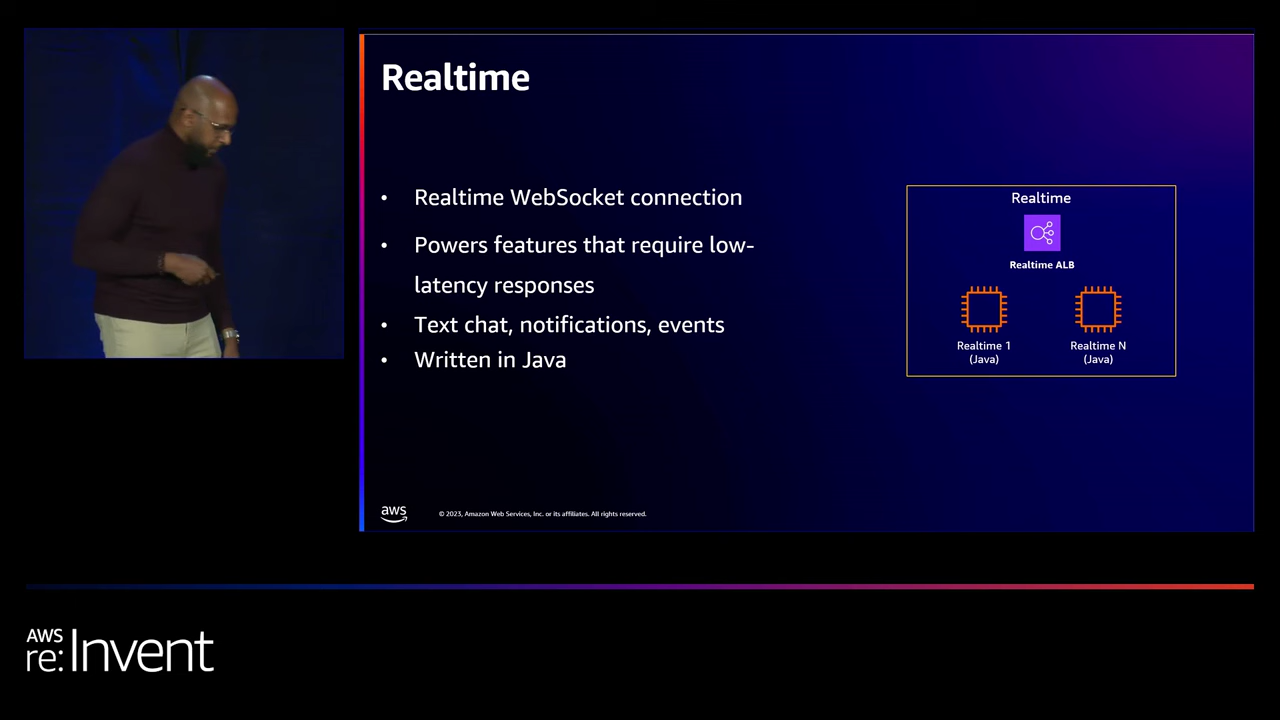 Realtime
• Realtime WebSocket connection
• Powers features that require low-
latency responses
• Text chat, notifications, events
• Written in Java
Realtime
Realtime ALB
Realtime 1
(Java)
Realtime N
(Java)
aws
© 2023, Amazon Web Services, Inc. or its affiliates. All rights reserved.
AWS
re:Invent